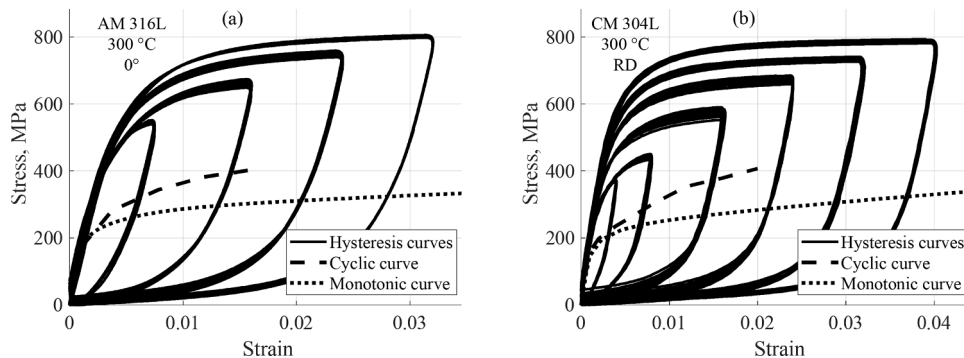 AM 316L
300 °C
0°
(a)
800
600
400
200
0
Stress, MPa
Hysteresis curves
Cyclic curve
Monotonic curve
0
0.01
0.02
0.03
Strain
CM 304L
300 °C
RD
(b)
800
600
400
200
0
Stress, MPa
Hysteresis curves
Cyclic curve
Monotonic curve
0
0.01
0.02
0.03
0.04
Strain